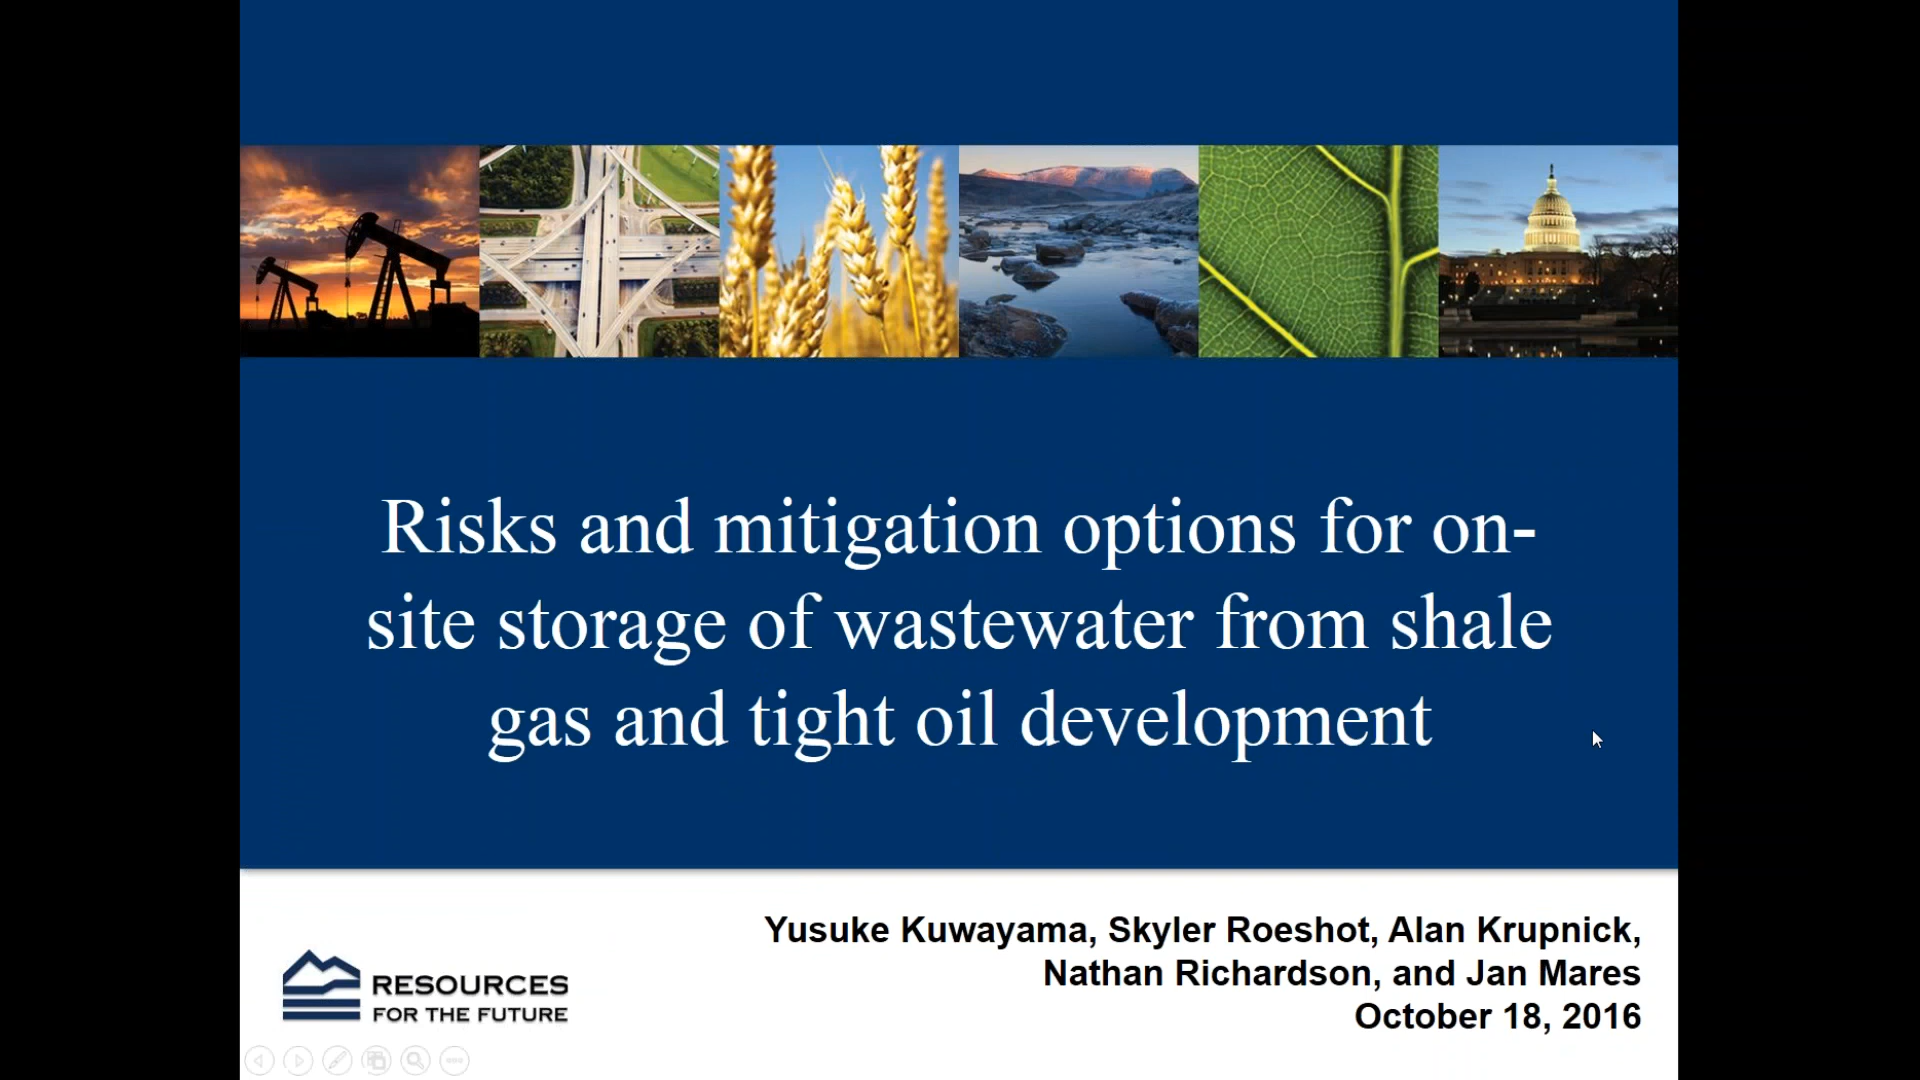 Risks and mitigation options for on-
site storage of wastewater from shale
gas and tight oil development
Yusuke Kuwayama, Skyler Roeshot, Alan Krupnick,
Nathan Richardson, and Jan Mares
October 18, 2016
RESOURCES
FOR THE FUTURE